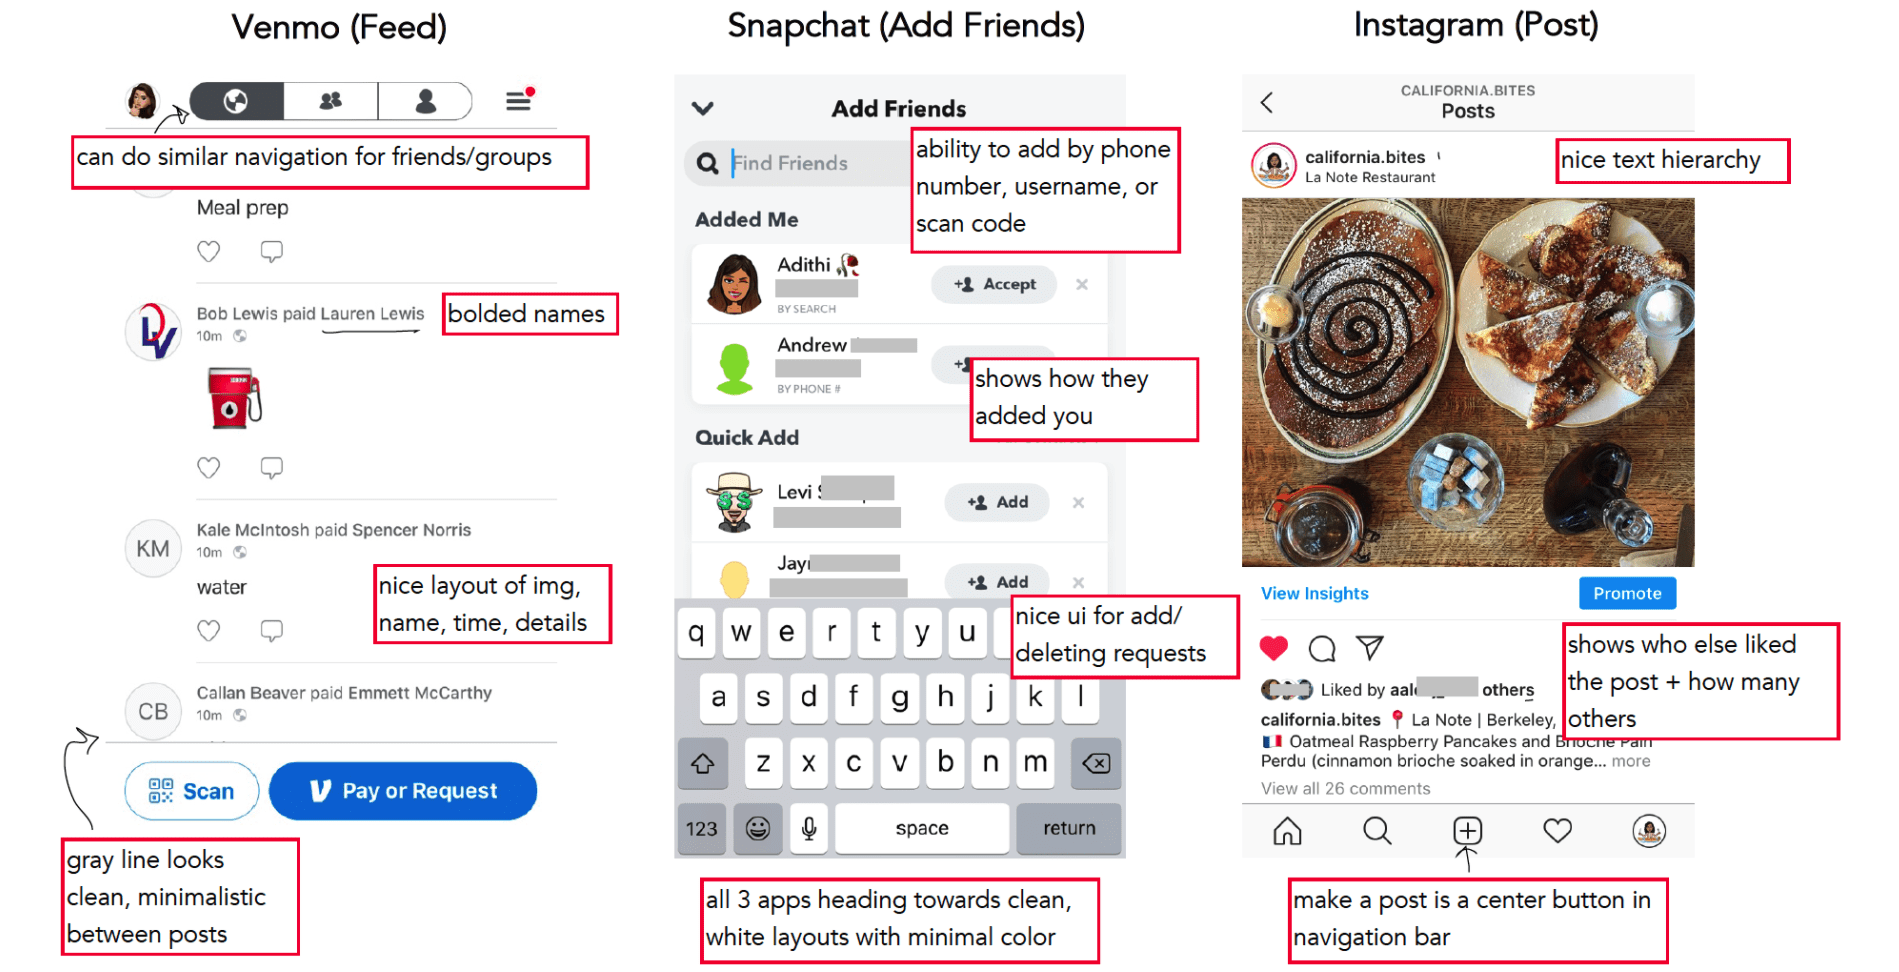 Venmo (Feed)
can do similar navigation for friends/groups
Meal prep
Bob Lewis paid Lauren Lewis
10m
bolded names
Kale McIntosh paid Spencer Norris
10m
KM
water
nice layout of img,
name, time, details
Callan Beaver paid Emmett McCarthy
10m
CB
Scan
Pay or Request
gray line looks
clean, minimalistic
between posts
Snapchat (Add Friends)
Add Friends
Find Friends
ability to add by phone
number, username, or
scan code
Added Me
Adithi
BY SEARCH
Accept
Andrew
BY PHONE #
shows how they
added you
Quick Add
Levi
Add
Add
nice ui for add/
deleting requests
q w e r t y u
a s d f g h j k l
z x c v b n m
123 space return
all 3 apps heading towards clean,
white layouts with minimal color
Instagram (Post)
CALIFORNIA.BITES
Posts
california.bites
La Note Restaurant
nice text hierarchy
View Insights
Promote
shows who else liked
the post + how many
others
Liked by others
california.bites La Note | Berkeley,
Oatmeal Raspberry Pancakes and Brioche Pain
Perdu (cinnamon brioche soaked in orange... more
View all 26 comments
make a post is a center button in
navigation bar